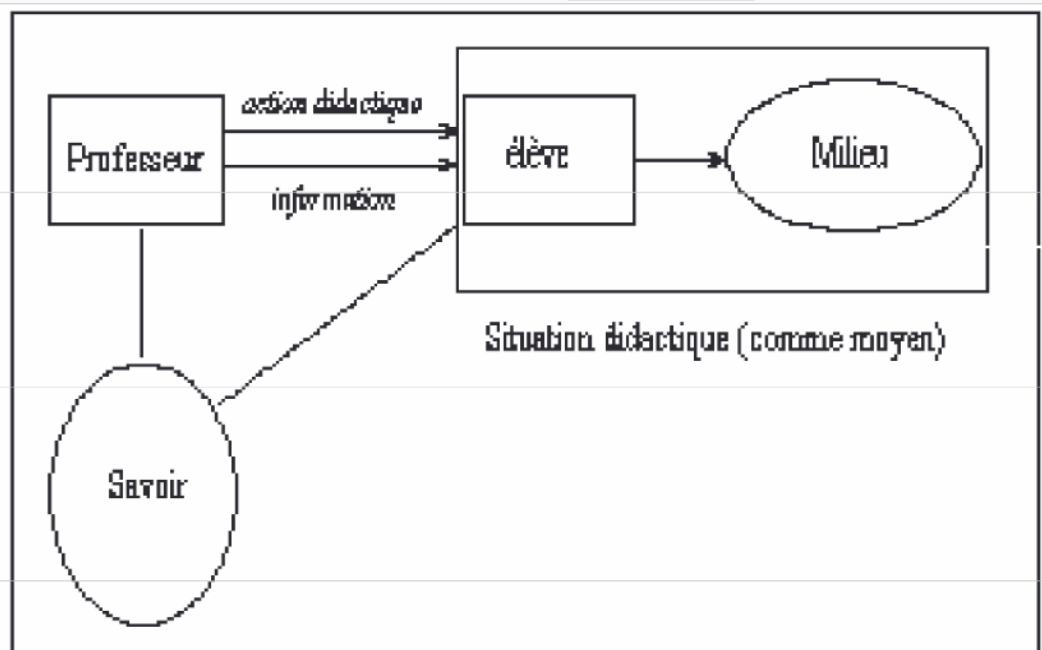 action didactique
Professeur
élève
Milieu
information
Situation didactique (comme moyen)
Savoir